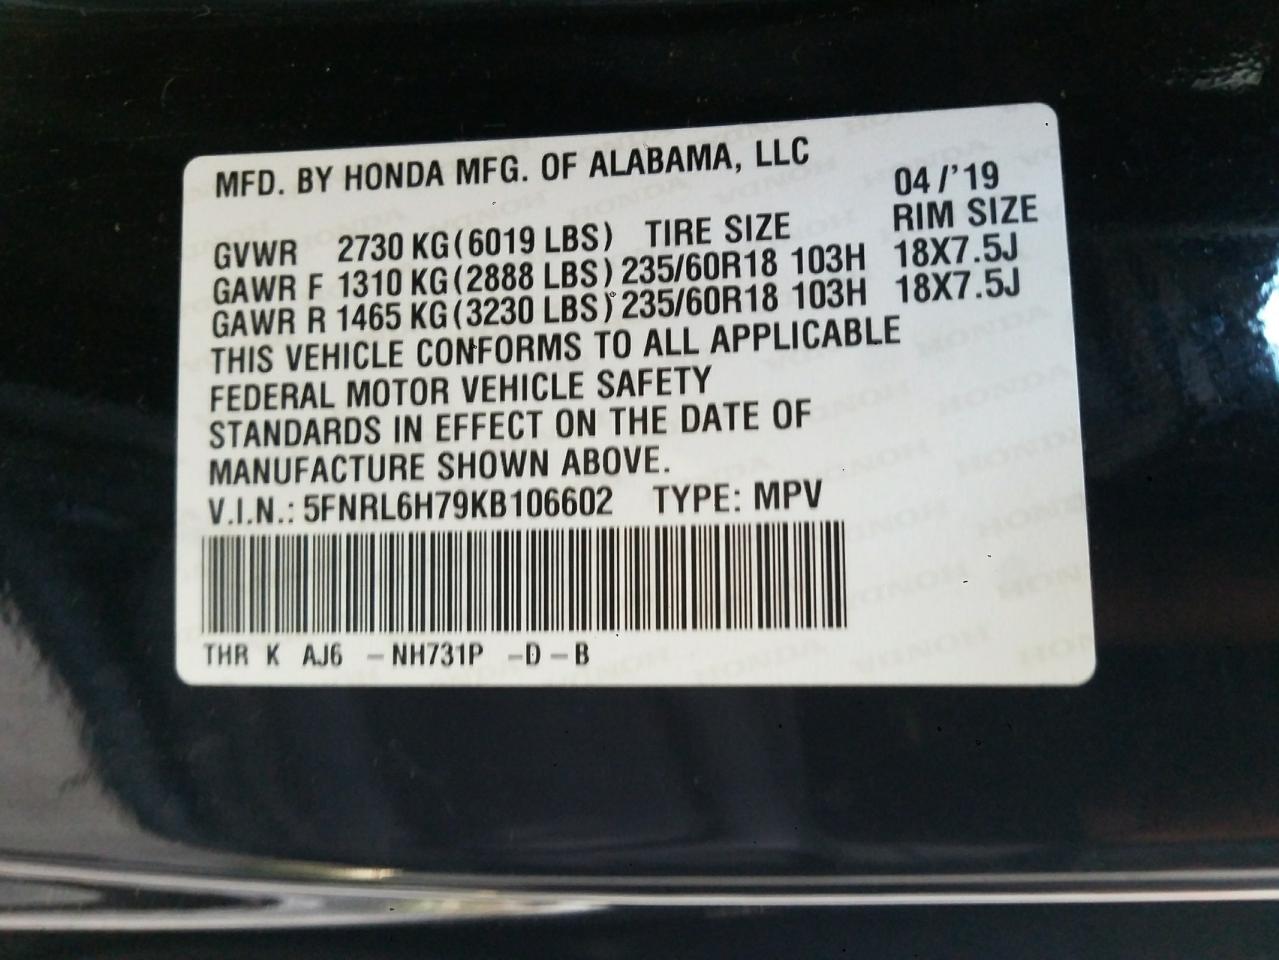 MFD. BY HONDA MFG. OF ALABAMA, LLC
04/'19
GVWR 2730 KG(6019 LBS) TIRE SIZE RIM SIZE
GAWR F 1310 KG(2888 LBS) 235/60R18 103H 18X7.5J
GAWR R 1465 KG(3230 LBS) 235/60R18 103H 18X7.5J
THIS VEHICLE CONFORMS TO ALL APPLICABLE
FEDERAL MOTOR VEHICLE SAFETY
STANDARDS IN EFFECT ON THE DATE OF
MANUFACTURE SHOWN ABOVE.
V.I.N.: 5FNRL6H79KB106602 TYPE: MPV
THR K AJ6 – NH731P –D – B